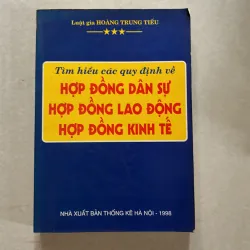 Luật gia HOÀNG TRUNG TIẾU
★★★
Tìm hiểu các quy định về
HỢP ĐỒNG DÂN SỰ
HỢP ĐỒNG LAO ĐỘNG
HỢP ĐỒNG KINH TẾ
NHÀ XUẤT BẢN THỐNG KÊ HÀ NỘI - 1998